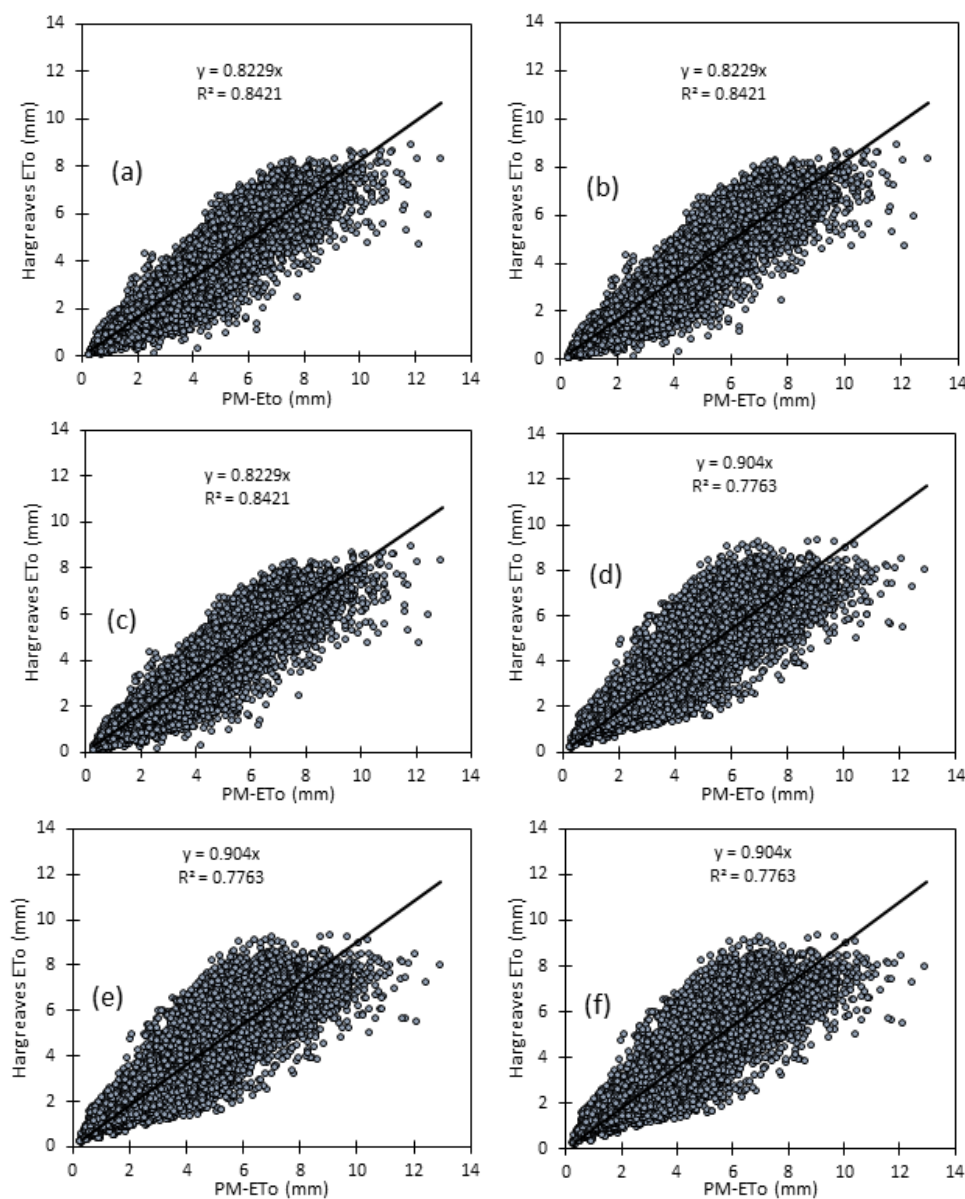 14
12
10
8
6
4
2
0
Hargreaves ETo (mm)
y = 0.8229x
R² = 0.8421
(a)
0 2 4 6 8 10 12 14
PM-Eto (mm)
14
12
10
8
6
4
2
0
Hargreaves ETo (mm)
y = 0.8229x
R² = 0.8421
(b)
0 2 4 6 8 10 12 14
PM-ETo (mm)
14
12
10
8
6
4
2
0
Hargreaves ETo (mm)
y = 0.8229x
R² = 0.8421
(c)
0 2 4 6 8 10 12 14
PM-ETo (mm)
14
12
10
8
6
4
2
0
Hargreaves ETo (mm)
y = 0.904x
R² = 0.7763
(d)
0 2 4 6 8 10 12 14
PM-ETo (mm)
14
12
10
8
6
4
2
0
Hargreaves ETo (mm)
y = 0.904x
R² = 0.7763
(e)
0 2 4 6 8 10 12 14
PM-ETo (mm)
14
12
10
8
6
4
2
0
Hargreaves ETo (mm)
y = 0.904x
R² = 0.7763
(f)
0 2 4 6 8 10 12 14
PM-ETo (mm)